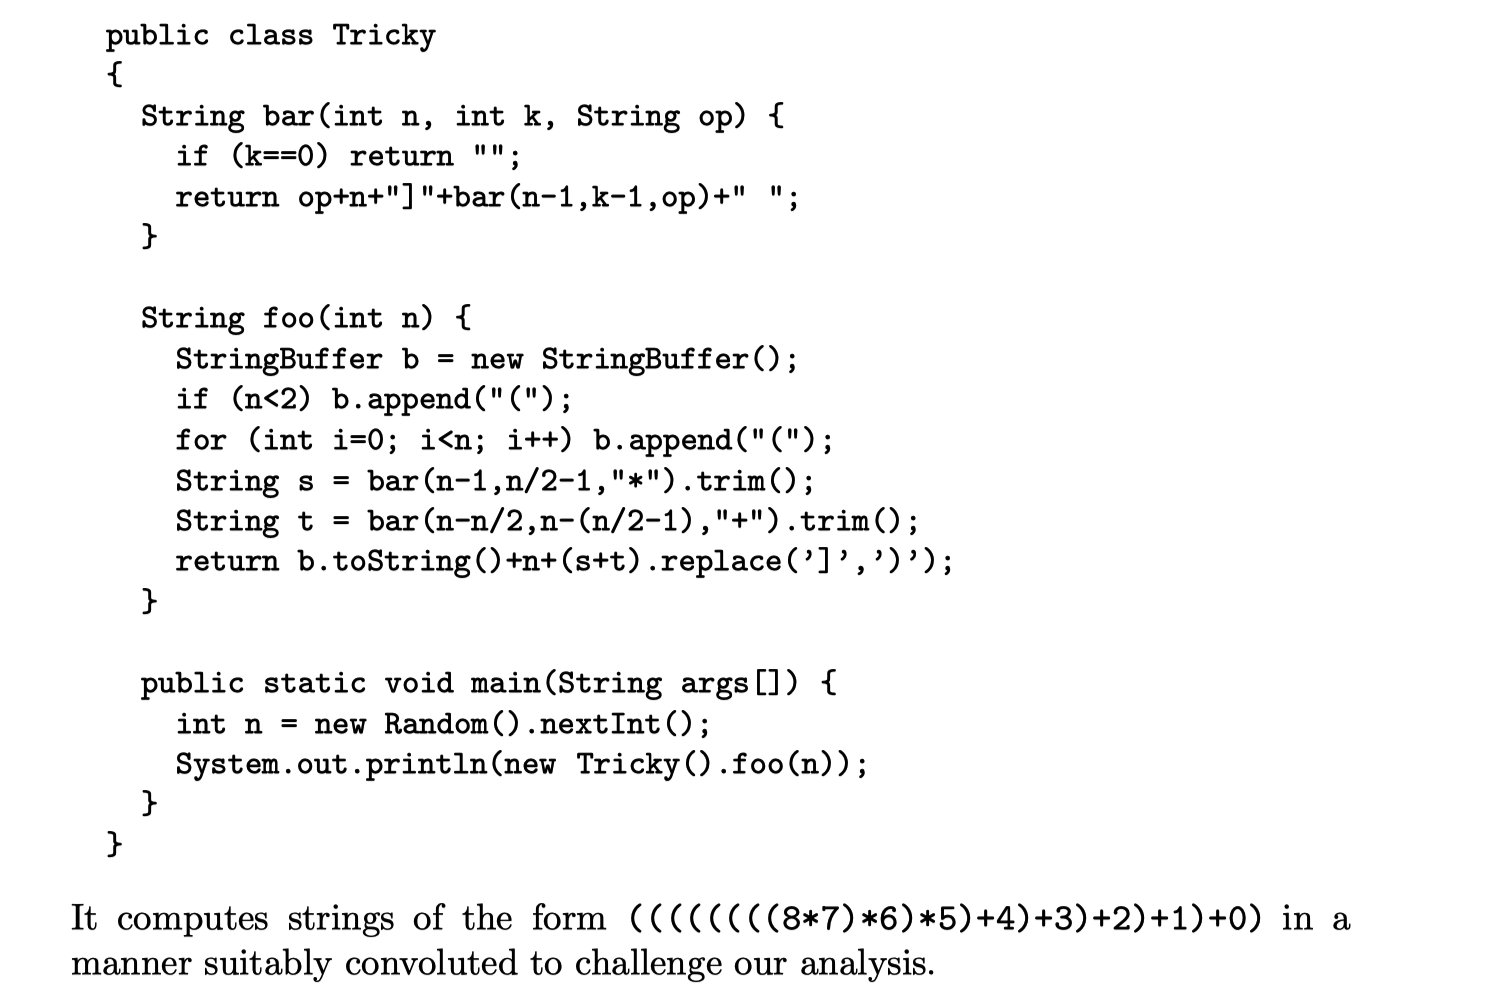 public class Tricky
{
  String bar(int n, int k, String op) {
    if (k==0) return "";
    return op+n+"]"+bar(n-1,k-1,op)+" ";
  }

  String foo(int n) {
    StringBuffer b = new StringBuffer();
    if (n<2) b.append("(");
    for (int i=0; i<n; i++) b.append("(");
    String s = bar(n-1,n/2-1,"*").trim();
    String t = bar(n-n/2,n-(n/2-1),"+").trim();
    return b.toString()+n+(s+t).replace(’]’,’)’);
  }

  public static void main(String args[]) {
    int n = new Random().nextInt();
    System.out.println(new Tricky().foo(n));
  }
}
It computes strings of the form ((((((((8*7)*6)*5)+4)+3)+2)+1)+0) in a
manner suitably convoluted to challenge our analysis.